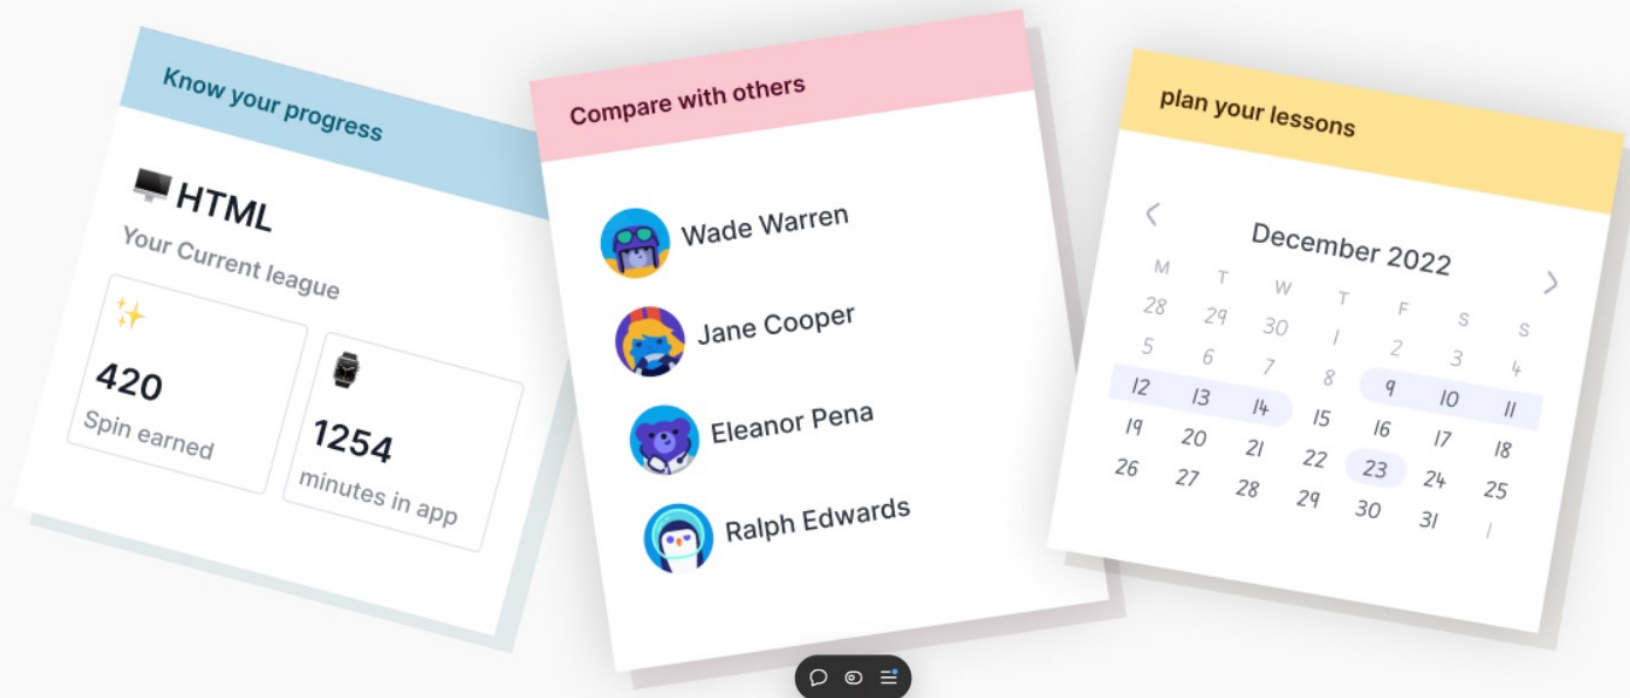 Know your progress
HTML
Your Current league
420
Spin earned
1254
minutes in app
Compare with others
Wade Warren
Jane Cooper
Eleanor Pena
Ralph Edwards
plan your lessons
December 2022
M T W T F S S
28 29 30 1 2 3 4
5 6 7 8 9 10 11
12 13 14 15 16 17 18
19 20 21 22 23 24 25
26 27 28 29 30 31 1